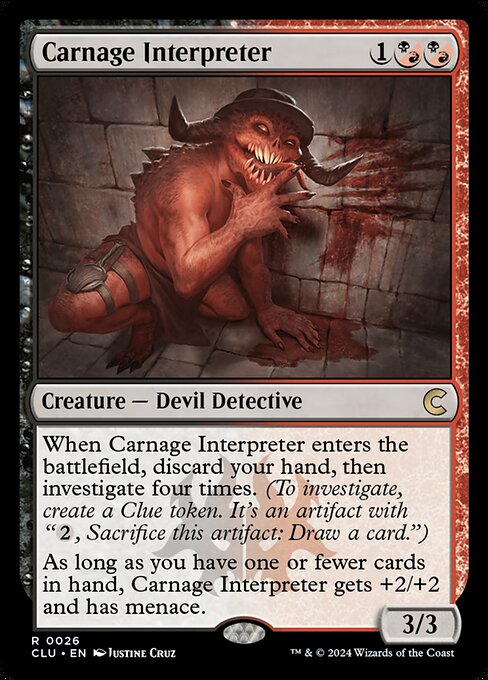 Carnage Interpreter 1
Creature — Devil Detective
When Carnage Interpreter enters the
battlefield, discard your hand, then
investigate four times. (To investigate,
create a Clue token. It's an artifact with
“2, Sacrifice this artifact: Draw a card.”)
As long as you have one or fewer cards
in hand, Carnage Interpreter gets +2/+2
and has menace.
3/3
R 0026
CLU • EN Justine Cruz
™ & © 2024 Wizards of the Coast